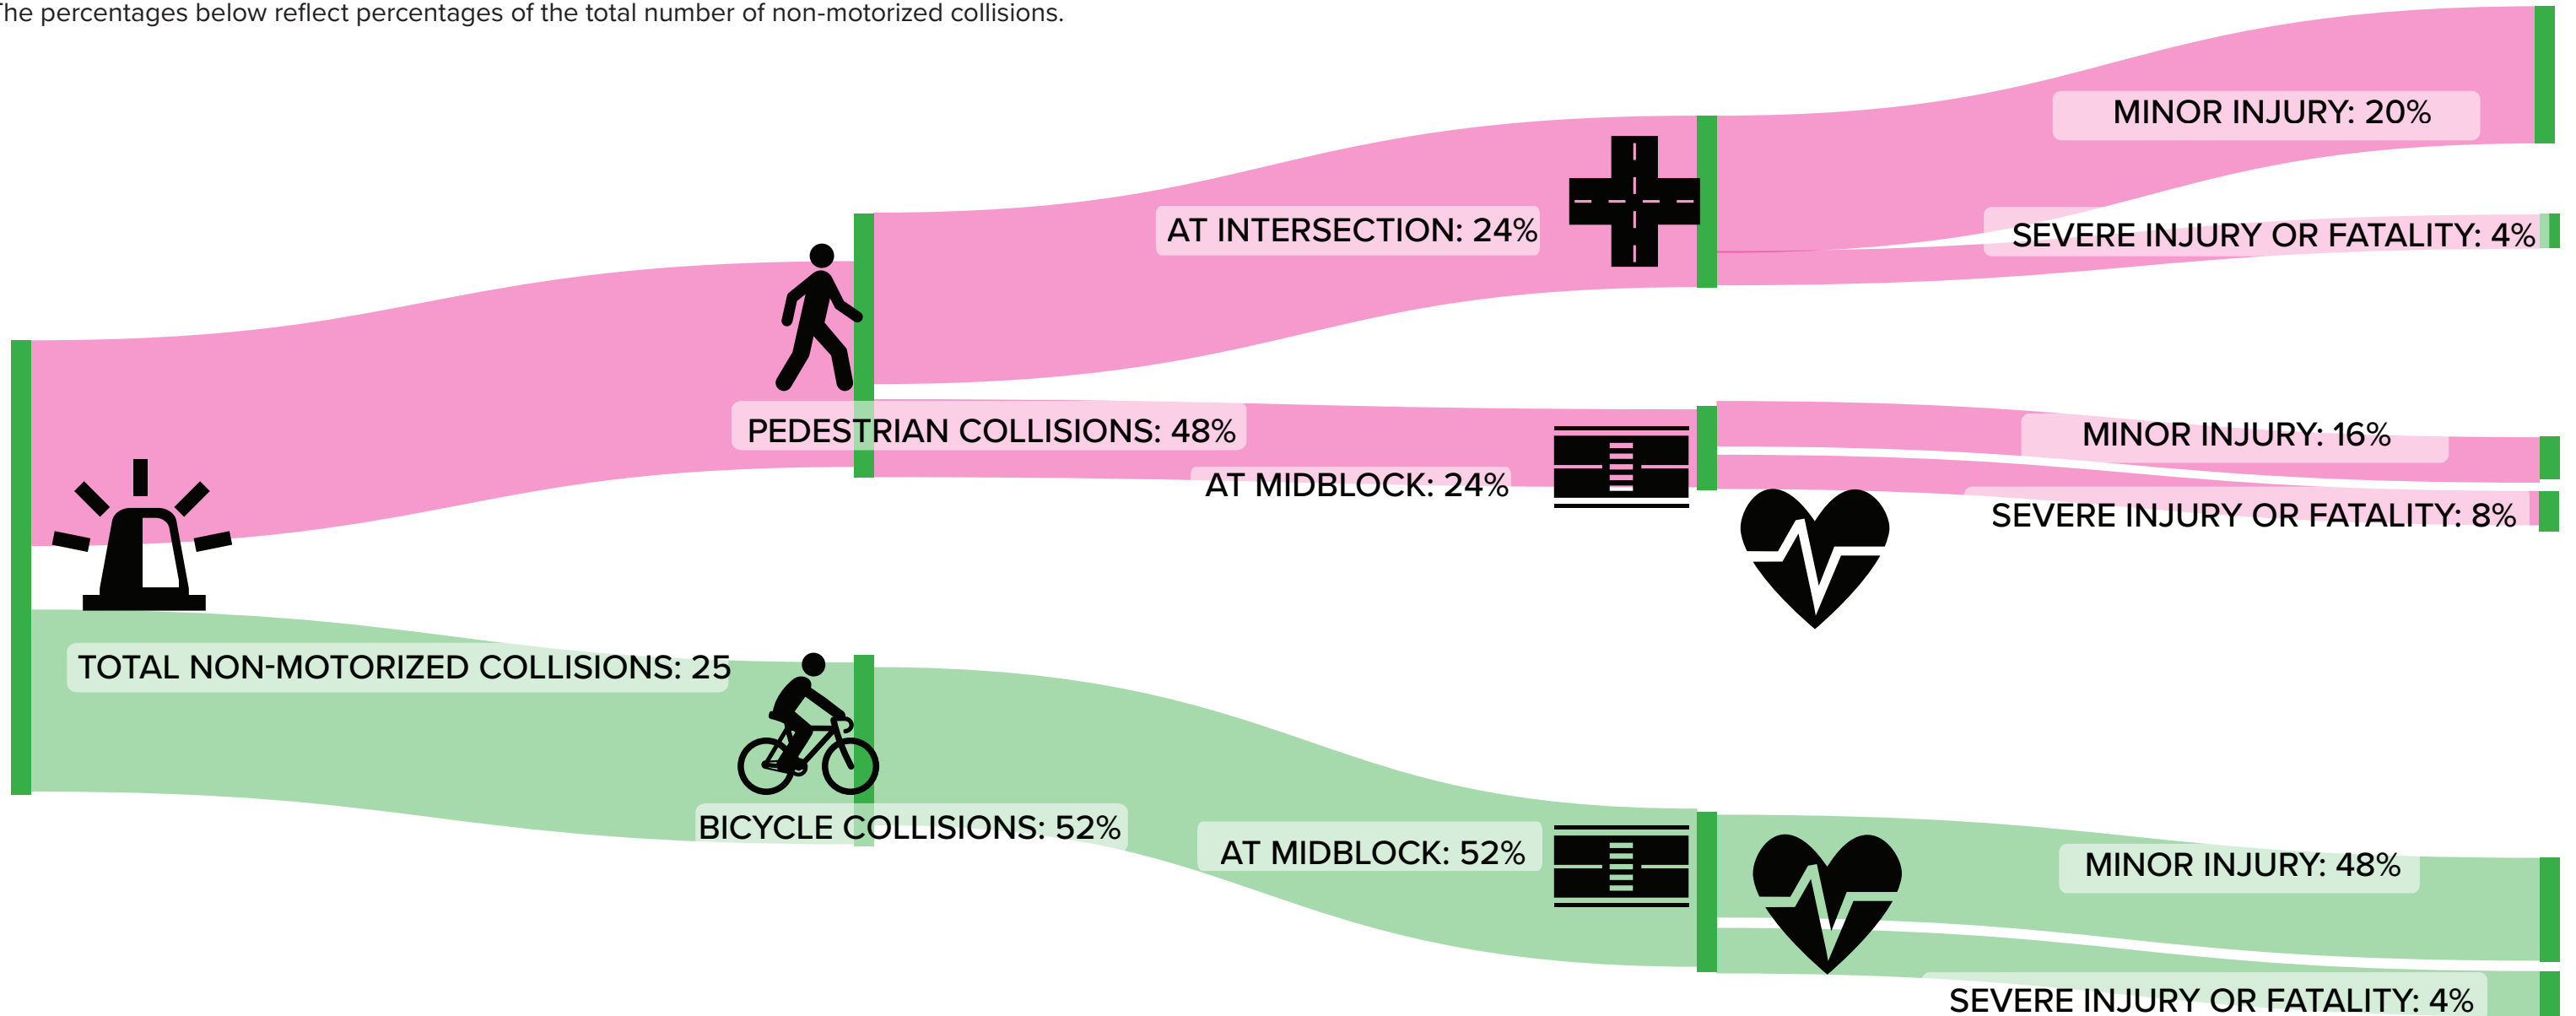 The percentages below reflect percentages of the total number of non-motorized collisions.
MINOR INJURY: 20%
AT INTERSECTION: 24%
SEVERE INJURY OR FATALITY: 4%
PEDESTRIAN COLLISIONS: 48%
MINOR INJURY: 16%
AT MIDBLOCK: 24%
SEVERE INJURY OR FATALITY: 8%
TOTAL NON-MOTORIZED COLLISIONS: 25
BICYCLE COLLISIONS: 52%
AT MIDBLOCK: 52%
MINOR INJURY: 48%
SEVERE INJURY OR FATALITY: 4%